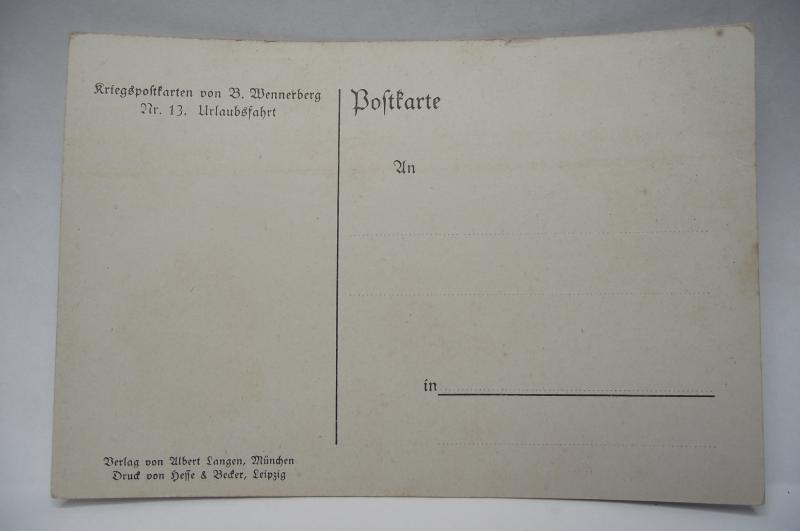 Kriegspostkarten von B. Wennerberg
Nr. 13. Urlaubsfahrt
Postkarte
An
in
Verlag von Albert Langen, München
Druck von Hesse & Becker, Leipzig